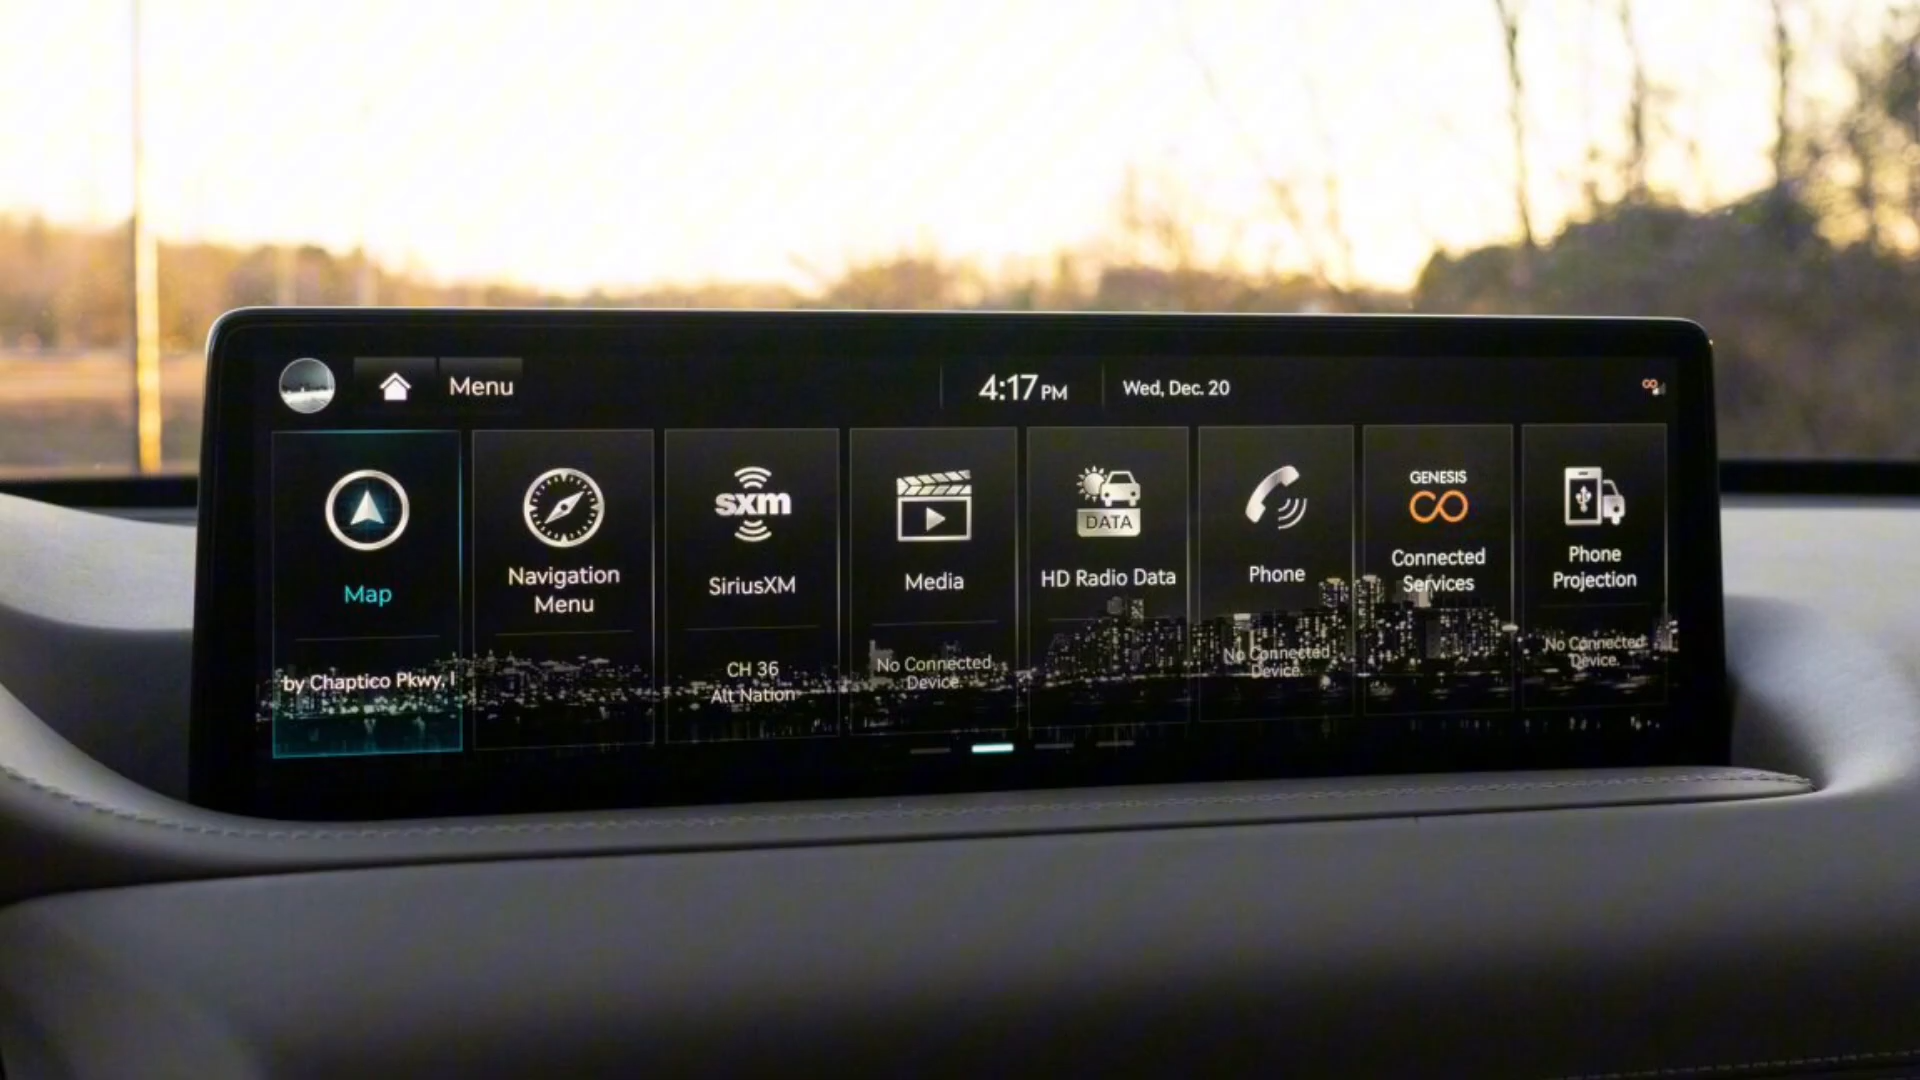 Menu
4:17 PM
Wed, Dec. 20
Map
by Chaptico Pkwy, I
Navigation
Menu
sxm
SiriusXM
CH 36
Alt Nation
Media
No Connected
Device.
DATA
HD Radio Data
Phone
No Connected
Device.
GENESIS
Connected
Services
Phone
Projection
No Connected
Device.